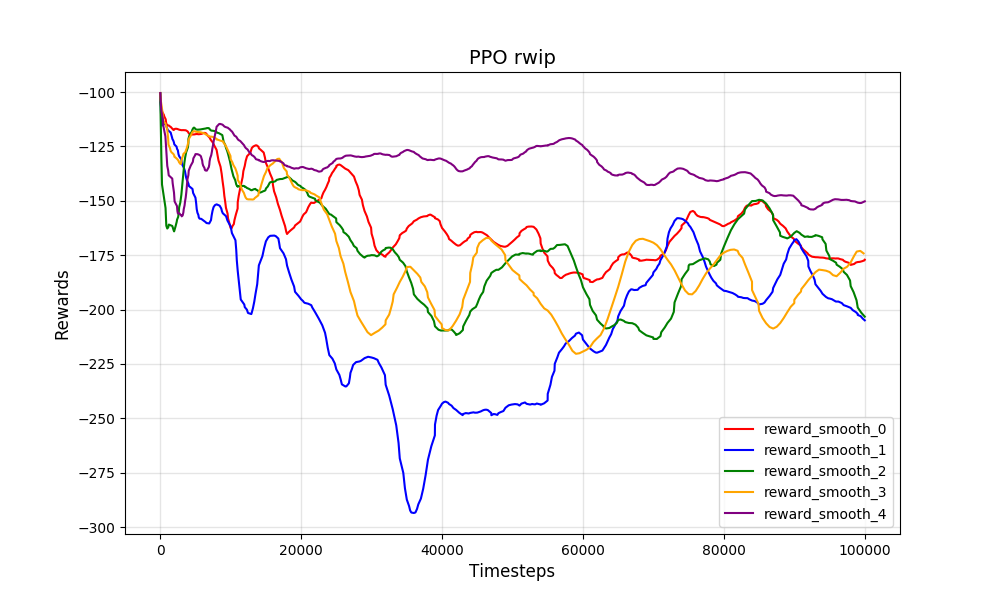 PPO rwip
−100
−125
−150
−175
−200
−225
−250
−275
−300
Rewards
reward_smooth_0
reward_smooth_1
reward_smooth_2
reward_smooth_3
reward_smooth_4
0 20000 40000 60000 80000 100000
Timesteps